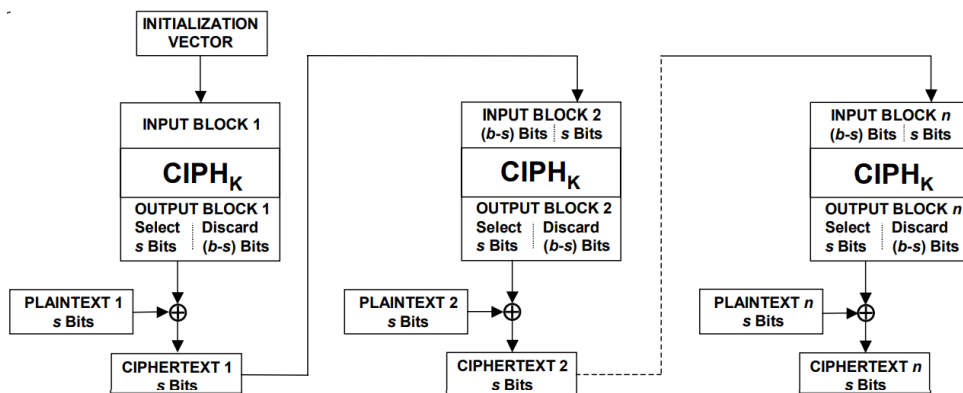 INITIALIZATION
VECTOR
INPUT BLOCK 1
CIPHK
OUTPUT BLOCK 1
Select Discard
s Bits (b-s) Bits
PLAINTEXT 1
s Bits
CIPHERTEXT 1
s Bits
INPUT BLOCK 2
(b-s) Bits s Bits
CIPHK
OUTPUT BLOCK 2
Select Discard
s Bits (b-s) Bits
PLAINTEXT 2
s Bits
CIPHERTEXT 2
s Bits
INPUT BLOCK n
(b-s) Bits s Bits
CIPHK
OUTPUT BLOCK n
Select Discard
s Bits (b-s) Bits
PLAINTEXT n
s Bits
CIPHERTEXT n
s Bits